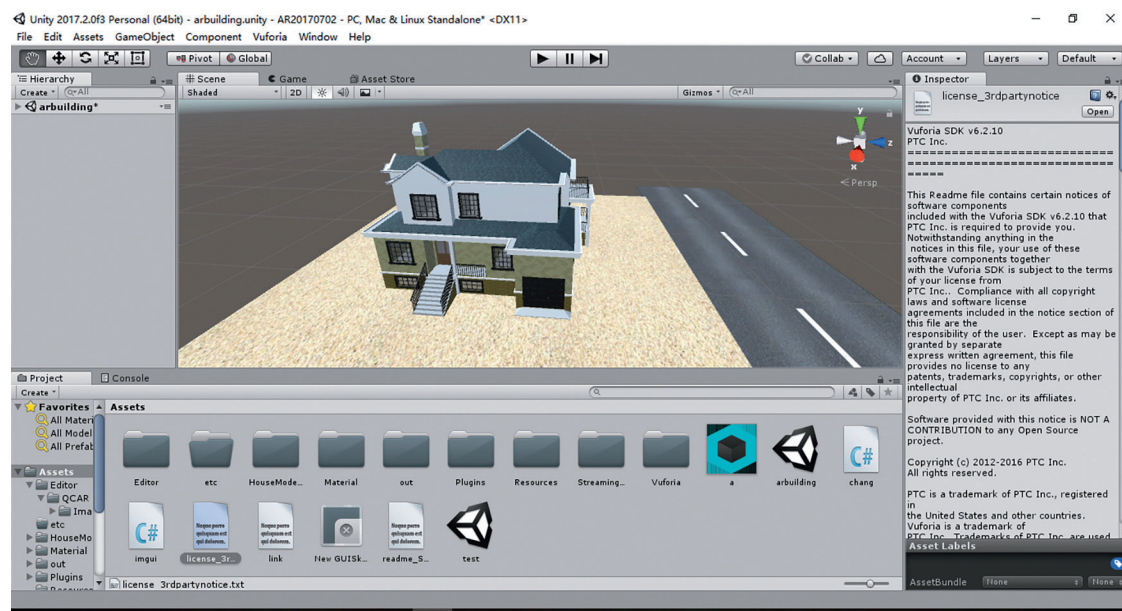 Unity 2017.2.0f3 Personal (64bit) - arbuilding.unity - AR20170702 - PC, Mac & Linux Standalone* <DX11>
File Edit Assets GameObject Component Vuforia Window Help
Pivot Global Collab Account Layers Default
Hierarchy
Create All
arbuilding*
Scene Game Asset Store
Shaded 2D Gizmos All
y
z
x
Persp
Inspector
license_3rdpartynotice
Open
Vuforia SDK v6.2.10
PTC Inc.
=============================
=============================
=====
This Readme file contains certain notices of
software components
included with the Vuforia SDK v6.2.10 that
PTC Inc. is required to provide you.
Notwithstanding anything in the
notices in this file, your use of these
software components together
with the Vuforia SDK is subject to the terms
of your license from
PTC Inc.. Compliance with all copyright
laws and software license
agreements included in the notice section of
this file are the
responsibility of the user. Except as may be
granted by separate
express written agreement, this file
provides no license to any
patents, trademarks, copyrights, or other
intellectual
property of PTC Inc. or its affiliates.
Software provided with this notice is NOT A
CONTRIBUTION to any Open Source
project.
Copyright (c) 2012-2016 PTC Inc.
All rights reserved.
PTC is a trademark of PTC Inc., registered
in
the United States and other countries.
Vuforia is a trademark of
PTC Inc. Trademarks of PTC Inc. are used
Asset Labels
AssetBundle None None
Project Console
Create
Favorites
All Materi
All Model
All Prefab
Assets
Editor
QCAR
Ima
etc
HouseMo
Material
out
Plugins
Assets
Editor etc HouseMode... Material out Plugins Resources Streaming... Vuforia a arbuilding chang
C#
C#
imgui license_3r... link New GUISk... readme_S... test
license_3rdpartynotice.txt